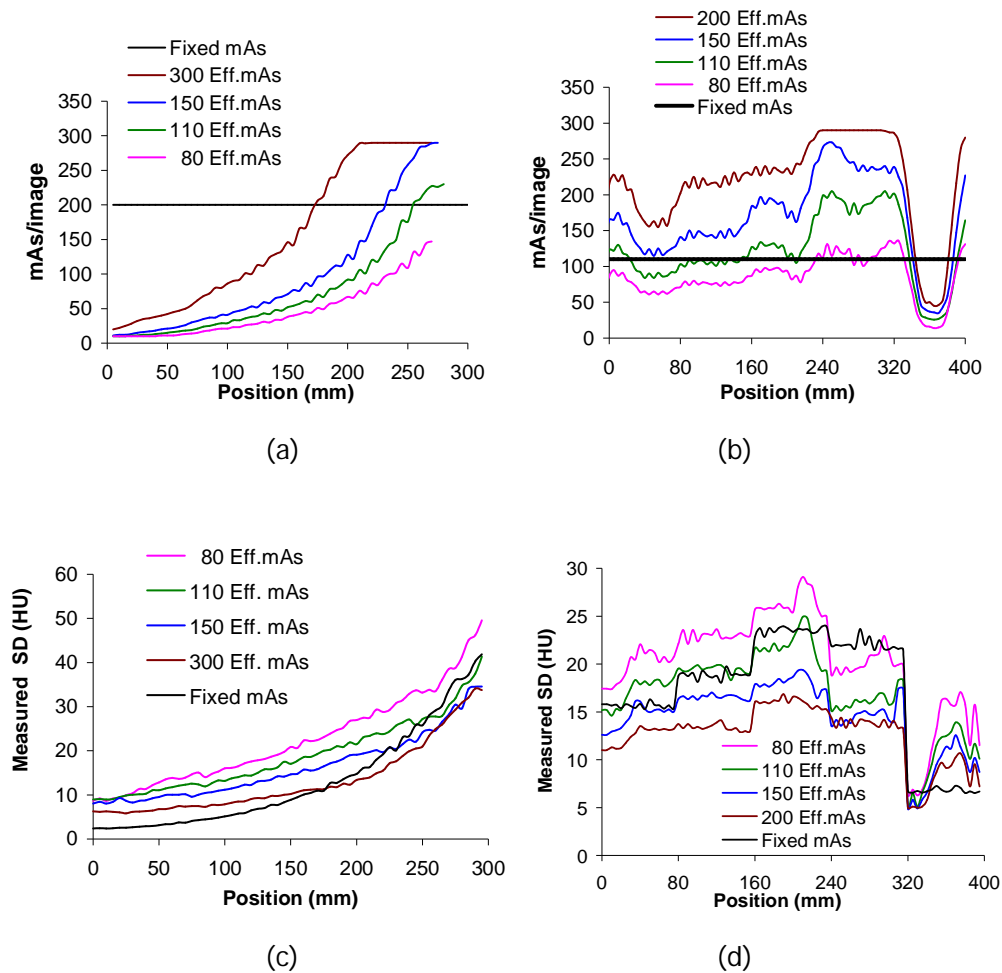 Fixed mAs
300 Eff.mAs
150 Eff.mAs
110 Eff.mAs
80 Eff.mAs
350
300
250
200
150
100
50
0
mAs/image
0 50 100 150 200 250 300
Position (mm)
(a)
200 Eff.mAs
150 Eff.mAs
110 Eff.mAs
80 Eff.mAs
Fixed mAs
350
300
250
200
150
100
50
0
mAs/image
0 80 160 240 320 400
Position (mm)
(b)
80 Eff.mAs
110 Eff. mAs
150 Eff. mAs
300 Eff. mAs
Fixed mAs
60
50
40
30
20
10
0
Measured SD (HU)
0 50 100 150 200 250 300
Position (mm)
(c)
30
25
20
15
10
5
0
Measured SD (HU)
80 Eff.mAs
110 Eff.mAs
150 Eff.mAs
200 Eff.mAs
Fixed mAs
0 80 160 240 320 400
Position (mm)
(d)